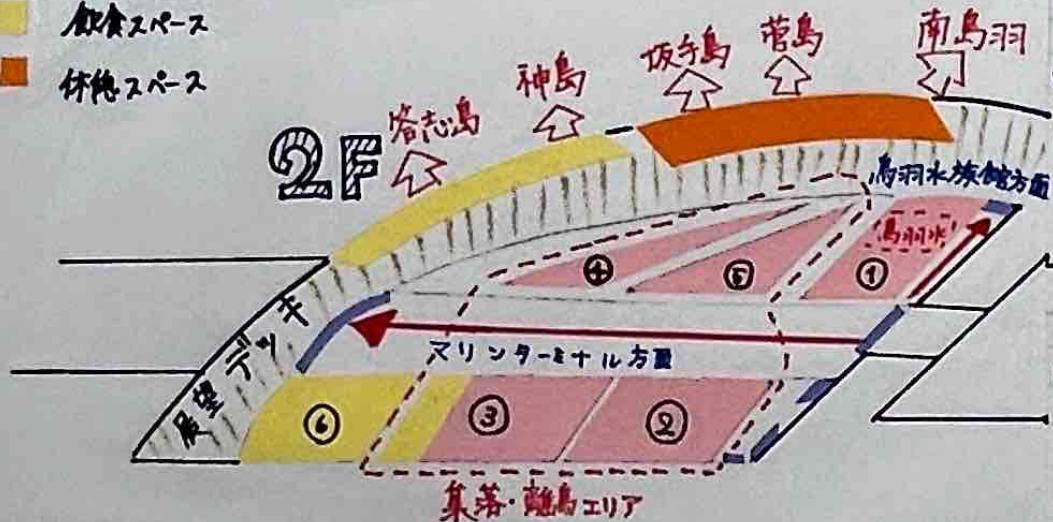 飲食スペース
休憩スペース
2F
答志島
神島
坂手島
菅島
南鳥羽
鳥羽水族館方面
鳥羽水
④
⑤
①
展望デッキ
マリンターミナル方面
⑥
③
②
集落・離島エリア